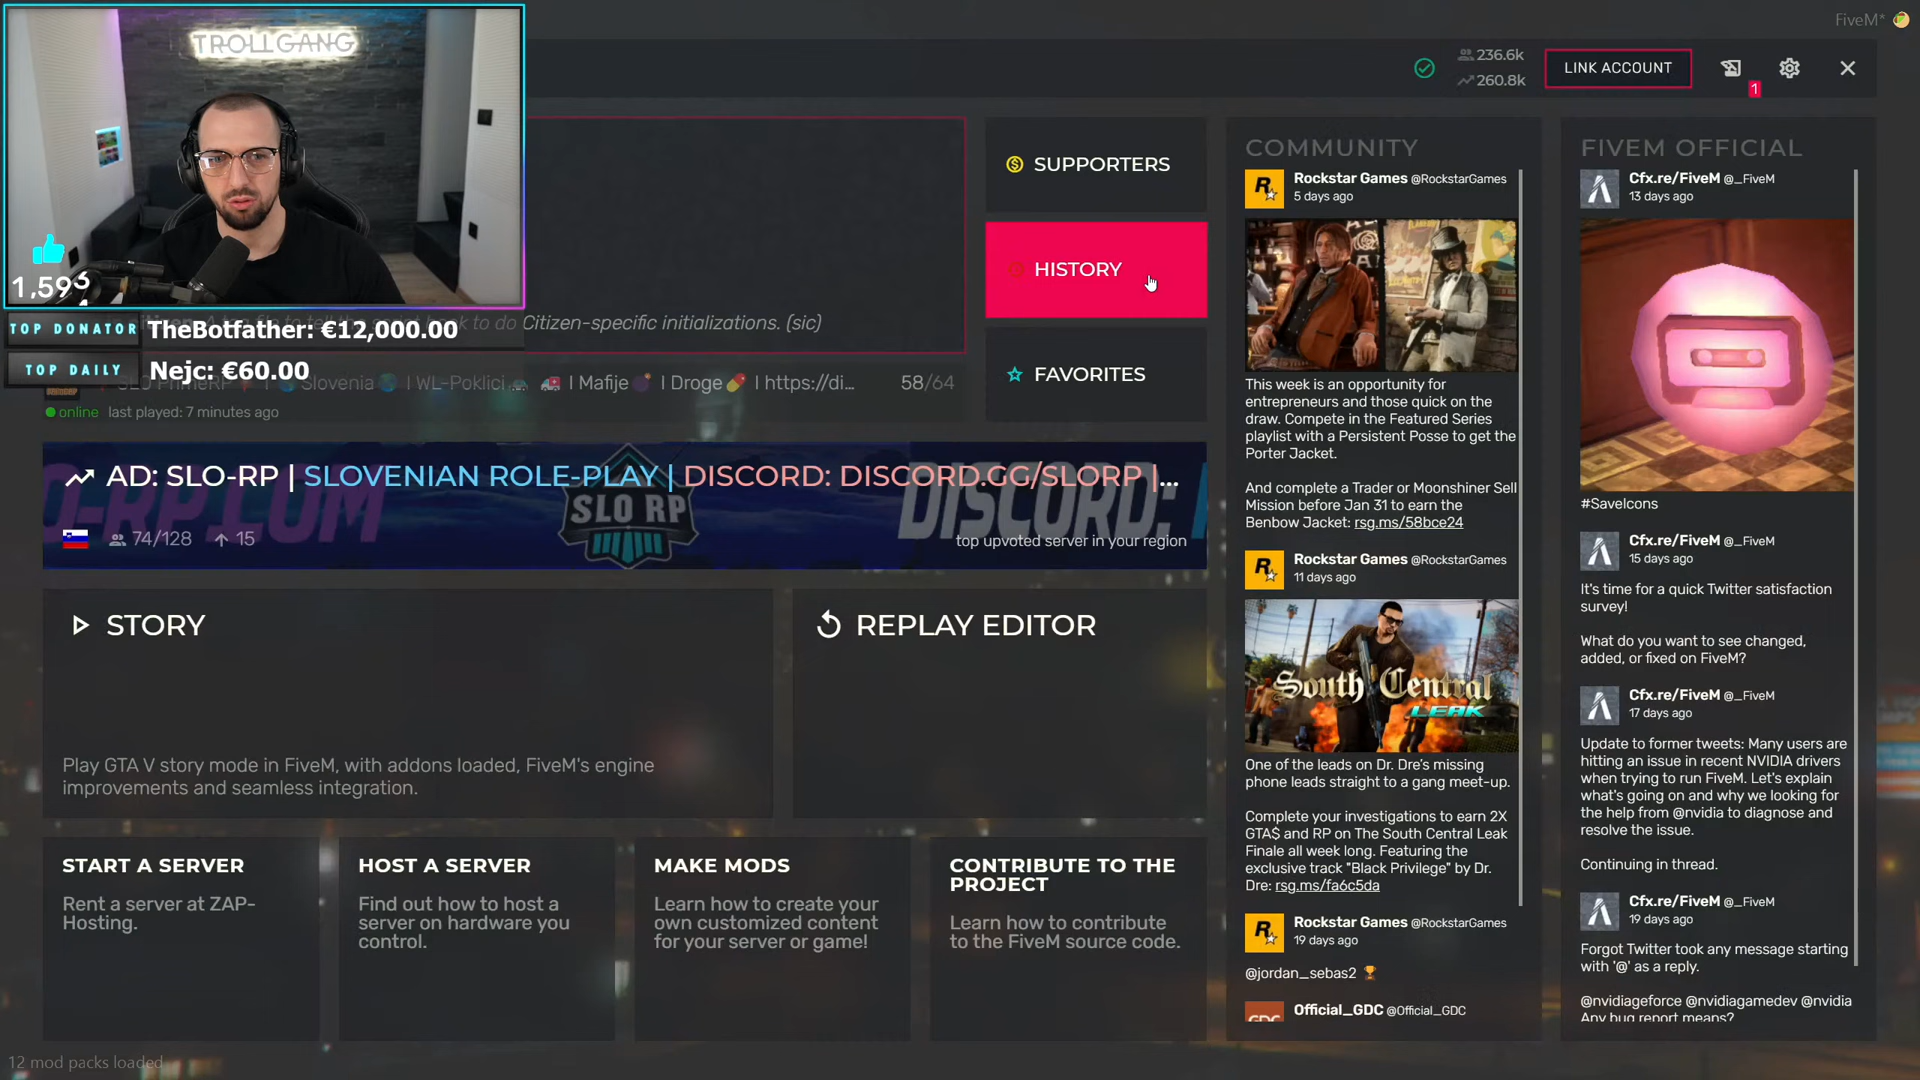 FiveM*
TROLLGANG
236.6k
260.8k
LINK ACCOUNT
1
1,59
TOP DONATOR TheBotfather: €12,000.00
TOP DAILY Nejc: €60.00
to do Citizen-specific initializations. (sic)
SLO PrimeRP | Slovenia | WL-Poklici | Mafije | Droge | https://di... 58/64
online last played: 7 minutes ago
SUPPORTERS
HISTORY
FAVORITES
AD: SLO-RP | SLOVENIAN ROLE-PLAY | DISCORD: DISCORD.GG/SLORP |...
O-RP.COM
SLO RP
DISCORD:
74/128 15
top upvoted server in your region
STORY
Play GTA V story mode in FiveM, with addons loaded, FiveM's engine
improvements and seamless integration.
REPLAY EDITOR
START A SERVER
Rent a server at ZAP-
Hosting.
HOST A SERVER
Find out how to host a
server on hardware you
control.
MAKE MODS
Learn how to create your
own customized content
for your server or game!
CONTRIBUTE TO THE
PROJECT
Learn how to contribute
to the FiveM source code.
COMMUNITY
Rockstar Games @RockstarGames
5 days ago
This week is an opportunity for
entrepreneurs and those quick on the
draw. Compete in the Featured Series
playlist with a Persistent Posse to get the
Porter Jacket.
And complete a Trader or Moonshiner Sell
Mission before Jan 31 to earn the
Benbow Jacket: rsg.ms/58bce24
Rockstar Games @RockstarGames
11 days ago
South Central
LEAK
One of the leads on Dr. Dre's missing
phone leads straight to a gang meet-up.
Complete your investigations to earn 2X
GTA$ and RP on The South Central Leak
Finale all week long. Featuring the
exclusive track "Black Privilege" by Dr.
Dre: rsg.ms/fa6c5da
Rockstar Games @RockstarGames
19 days ago
@jordan_sebas2
GDC
Official_GDC @Official_GDC
FIVEM OFFICIAL
Cfx.re/FiveM @_FiveM
13 days ago
#SaveIcons
Cfx.re/FiveM @_FiveM
15 days ago
It's time for a quick Twitter satisfaction
survey!
What do you want to see changed,
added, or fixed on FiveM?
Cfx.re/FiveM @_FiveM
17 days ago
Update to former tweets: Many users are
hitting an issue in recent NVIDIA drivers
when trying to run FiveM. Let's explain
what's going on and why we looking for
the help from @nvidia to diagnose and
resolve the issue.
Continuing in thread.
Cfx.re/FiveM @_FiveM
19 days ago
Forgot Twitter took any message starting
with '@' as a reply.
@nvidiageforce @nvidiagamedev @nvidia
Any bug report means?
12 mod packs loaded